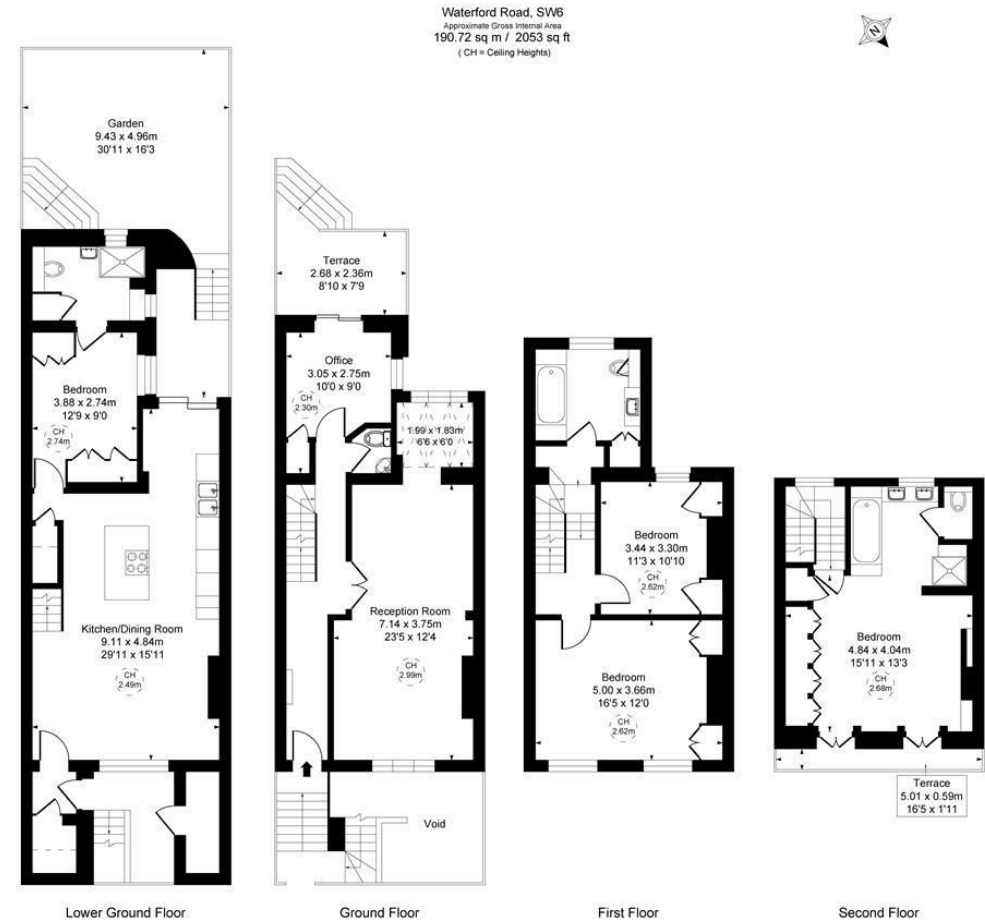 Waterford Road, SW6
Approximate Gross Internal Area
190.72 sq m / 2053 sq ft
( CH = Ceiling Heights)
N
Garden
9.43 x 4.96m
30'11 x 16'3
Bedroom
3.88 x 2.74m
12'9 x 9'0
CH
2.74m
Kitchen/Dining Room
9.11 x 4.84m
29'11 x 15'11
CH
2.49m
Lower Ground Floor
Terrace
2.68 x 2.36m
8'10 x 7'9
Office
3.05 x 2.75m
10'0 x 9'0
CH
2.30m
1.99 x 1.83m
6'6 x 6'0
Reception Room
7.14 x 3.75m
23'5 x 12'4
CH
2.99m
Void
Ground Floor
Bedroom
3.44 x 3.30m
11'3 x 10'10
CH
2.62m
Bedroom
5.00 x 3.66m
16'5 x 12'0
CH
2.62m
First Floor
Bedroom
4.84 x 4.04m
15'11 x 13'3
CH
2.68m
Terrace
5.01 x 0.59m
16'5 x 1'11
Second Floor